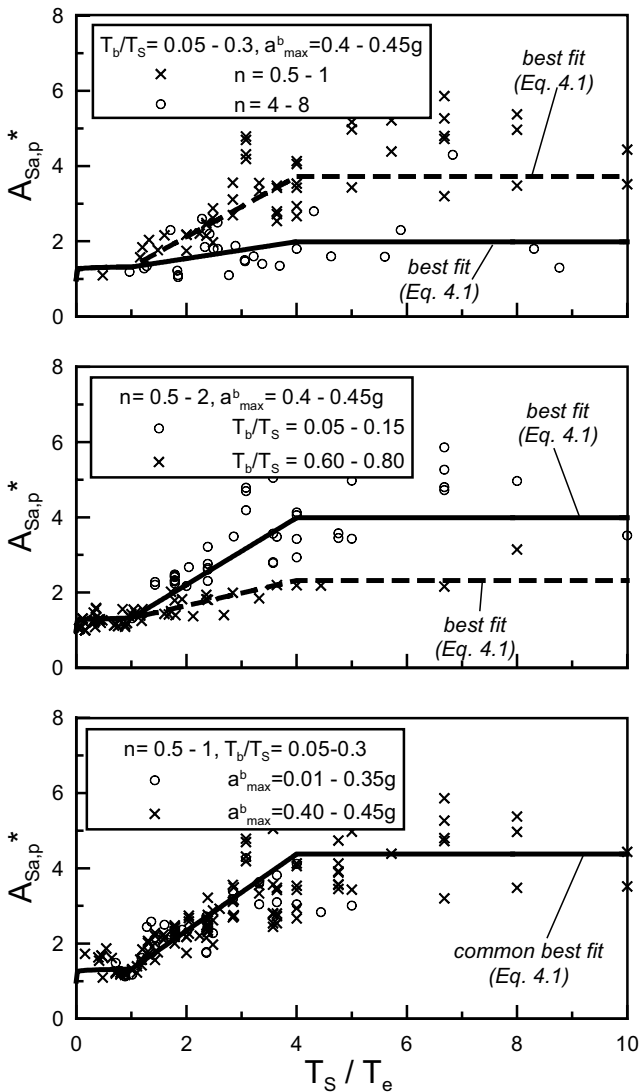 8
T_b/T_S= 0.05 - 0.3, a^b_max=0.4 - 0.45g
n = 0.5 - 1
n = 4 - 8
best fit
(Eq. 4.1)
6
A_Sa,p*
4
2
best fit
(Eq. 4.1)
0
8
n= 0.5 - 2, a^b_max= 0.4 - 0.45g
T_b/T_S = 0.05 - 0.15
T_b/T_S = 0.60 - 0.80
best fit
(Eq. 4.1)
6
A_Sa,p*
4
2
best fit
(Eq. 4.1)
0
8
n= 0.5 - 1, T_b/T_S= 0.05-0.3
a^b_max=0.01 - 0.35g
a^b_max=0.40 - 0.45g
6
A_Sa,p*
4
2
common best fit
(Eq. 4.1)
0
0 2 4 6 8 10
T_S / T_e